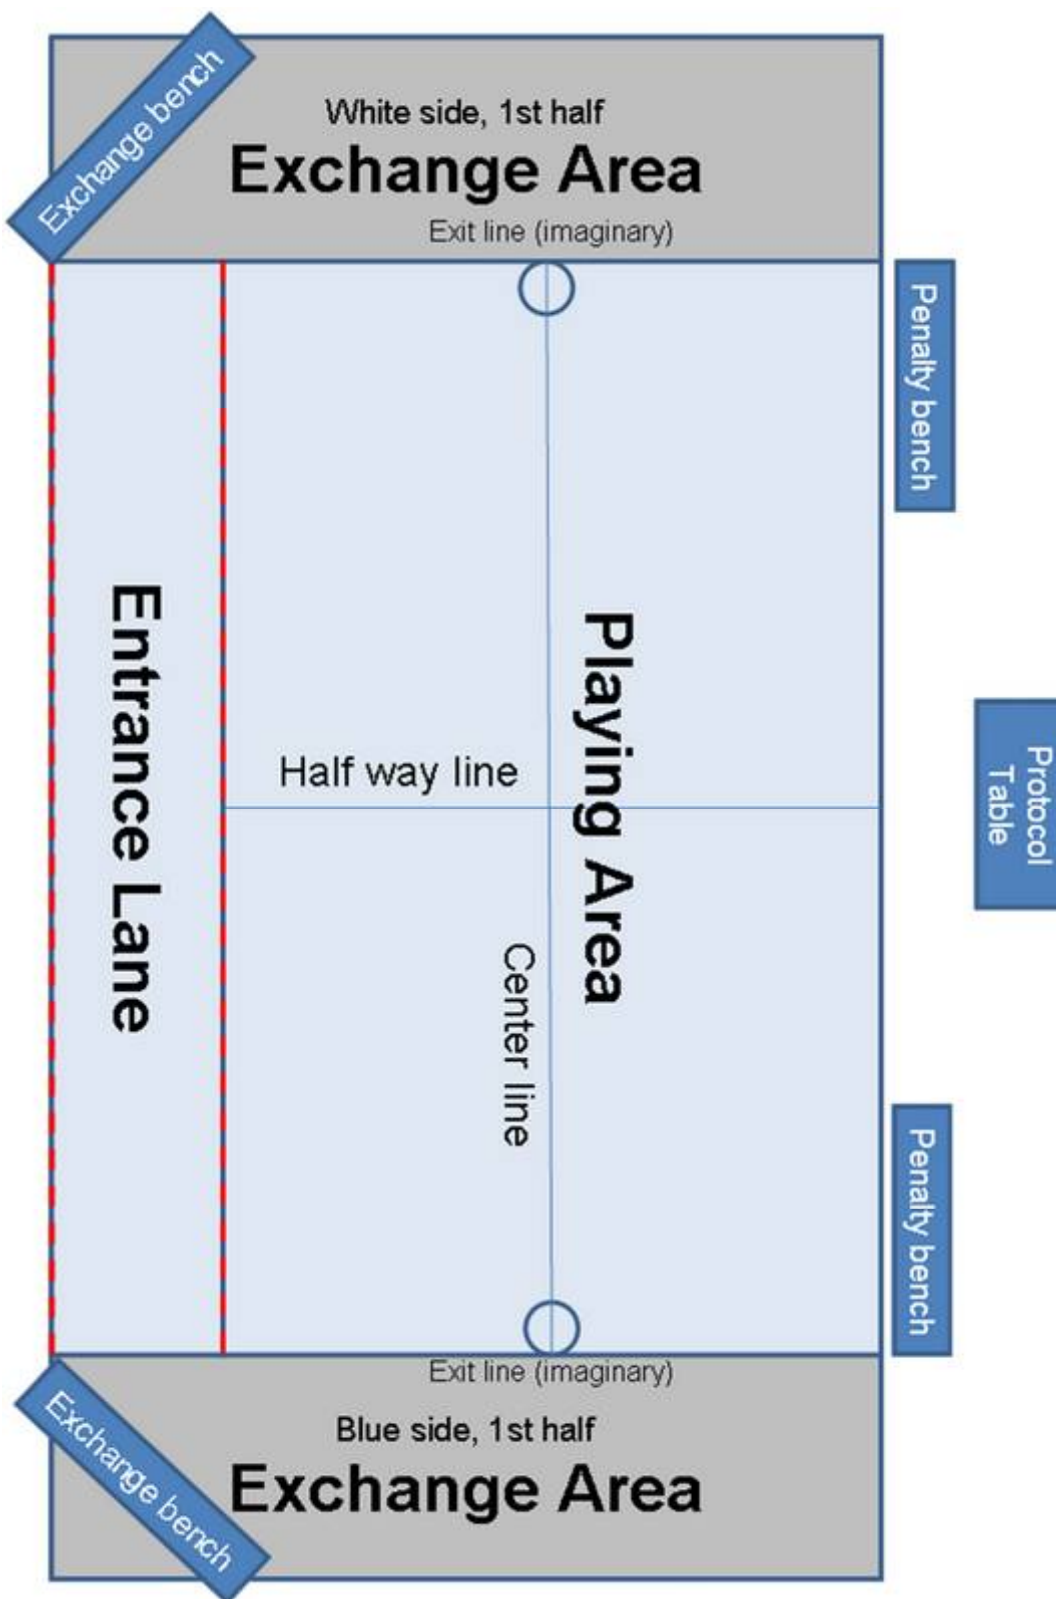 Exchange bench
White side, 1st half
Exchange Area
Exit line (imaginary)
Penalty bench
Entrance Lane
Playing Area
Half way line
Protocol
Table
Center line
Penalty bench
Exit line (imaginary)
Blue side, 1st half
Exchange Area
Exchange bench